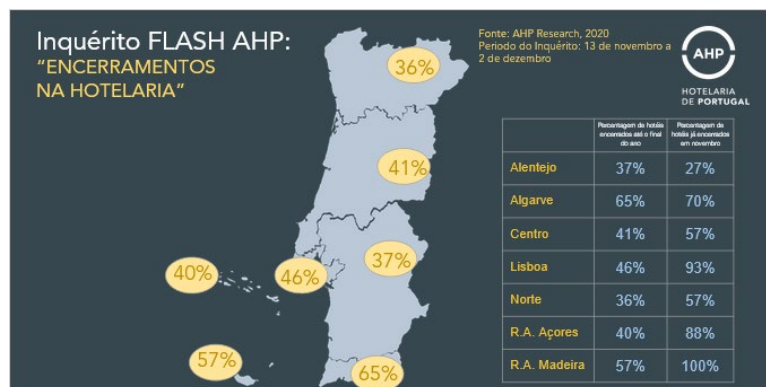 Inquérito FLASH AHP:
“ENCERRAMENTOS
NA HOTELARIA”
Fonte: AHP Research, 2020
Periodo do Inquérito: 13 de novembro a
2 de dezembro
AHP
HOTELARIA
DE PORTUGAL
36%
41%
37%
46%
40%
57%
65%
Percentagem de hotéis
encerrados até o final
do ano
Percentagem de
hotéis já encerrados
em novembro
Alentejo 37% 27%
Algarve 65% 70%
Centro 41% 57%
Lisboa 46% 93%
Norte 36% 57%
R.A. Açores 40% 88%
R.A. Madeira 57% 100%